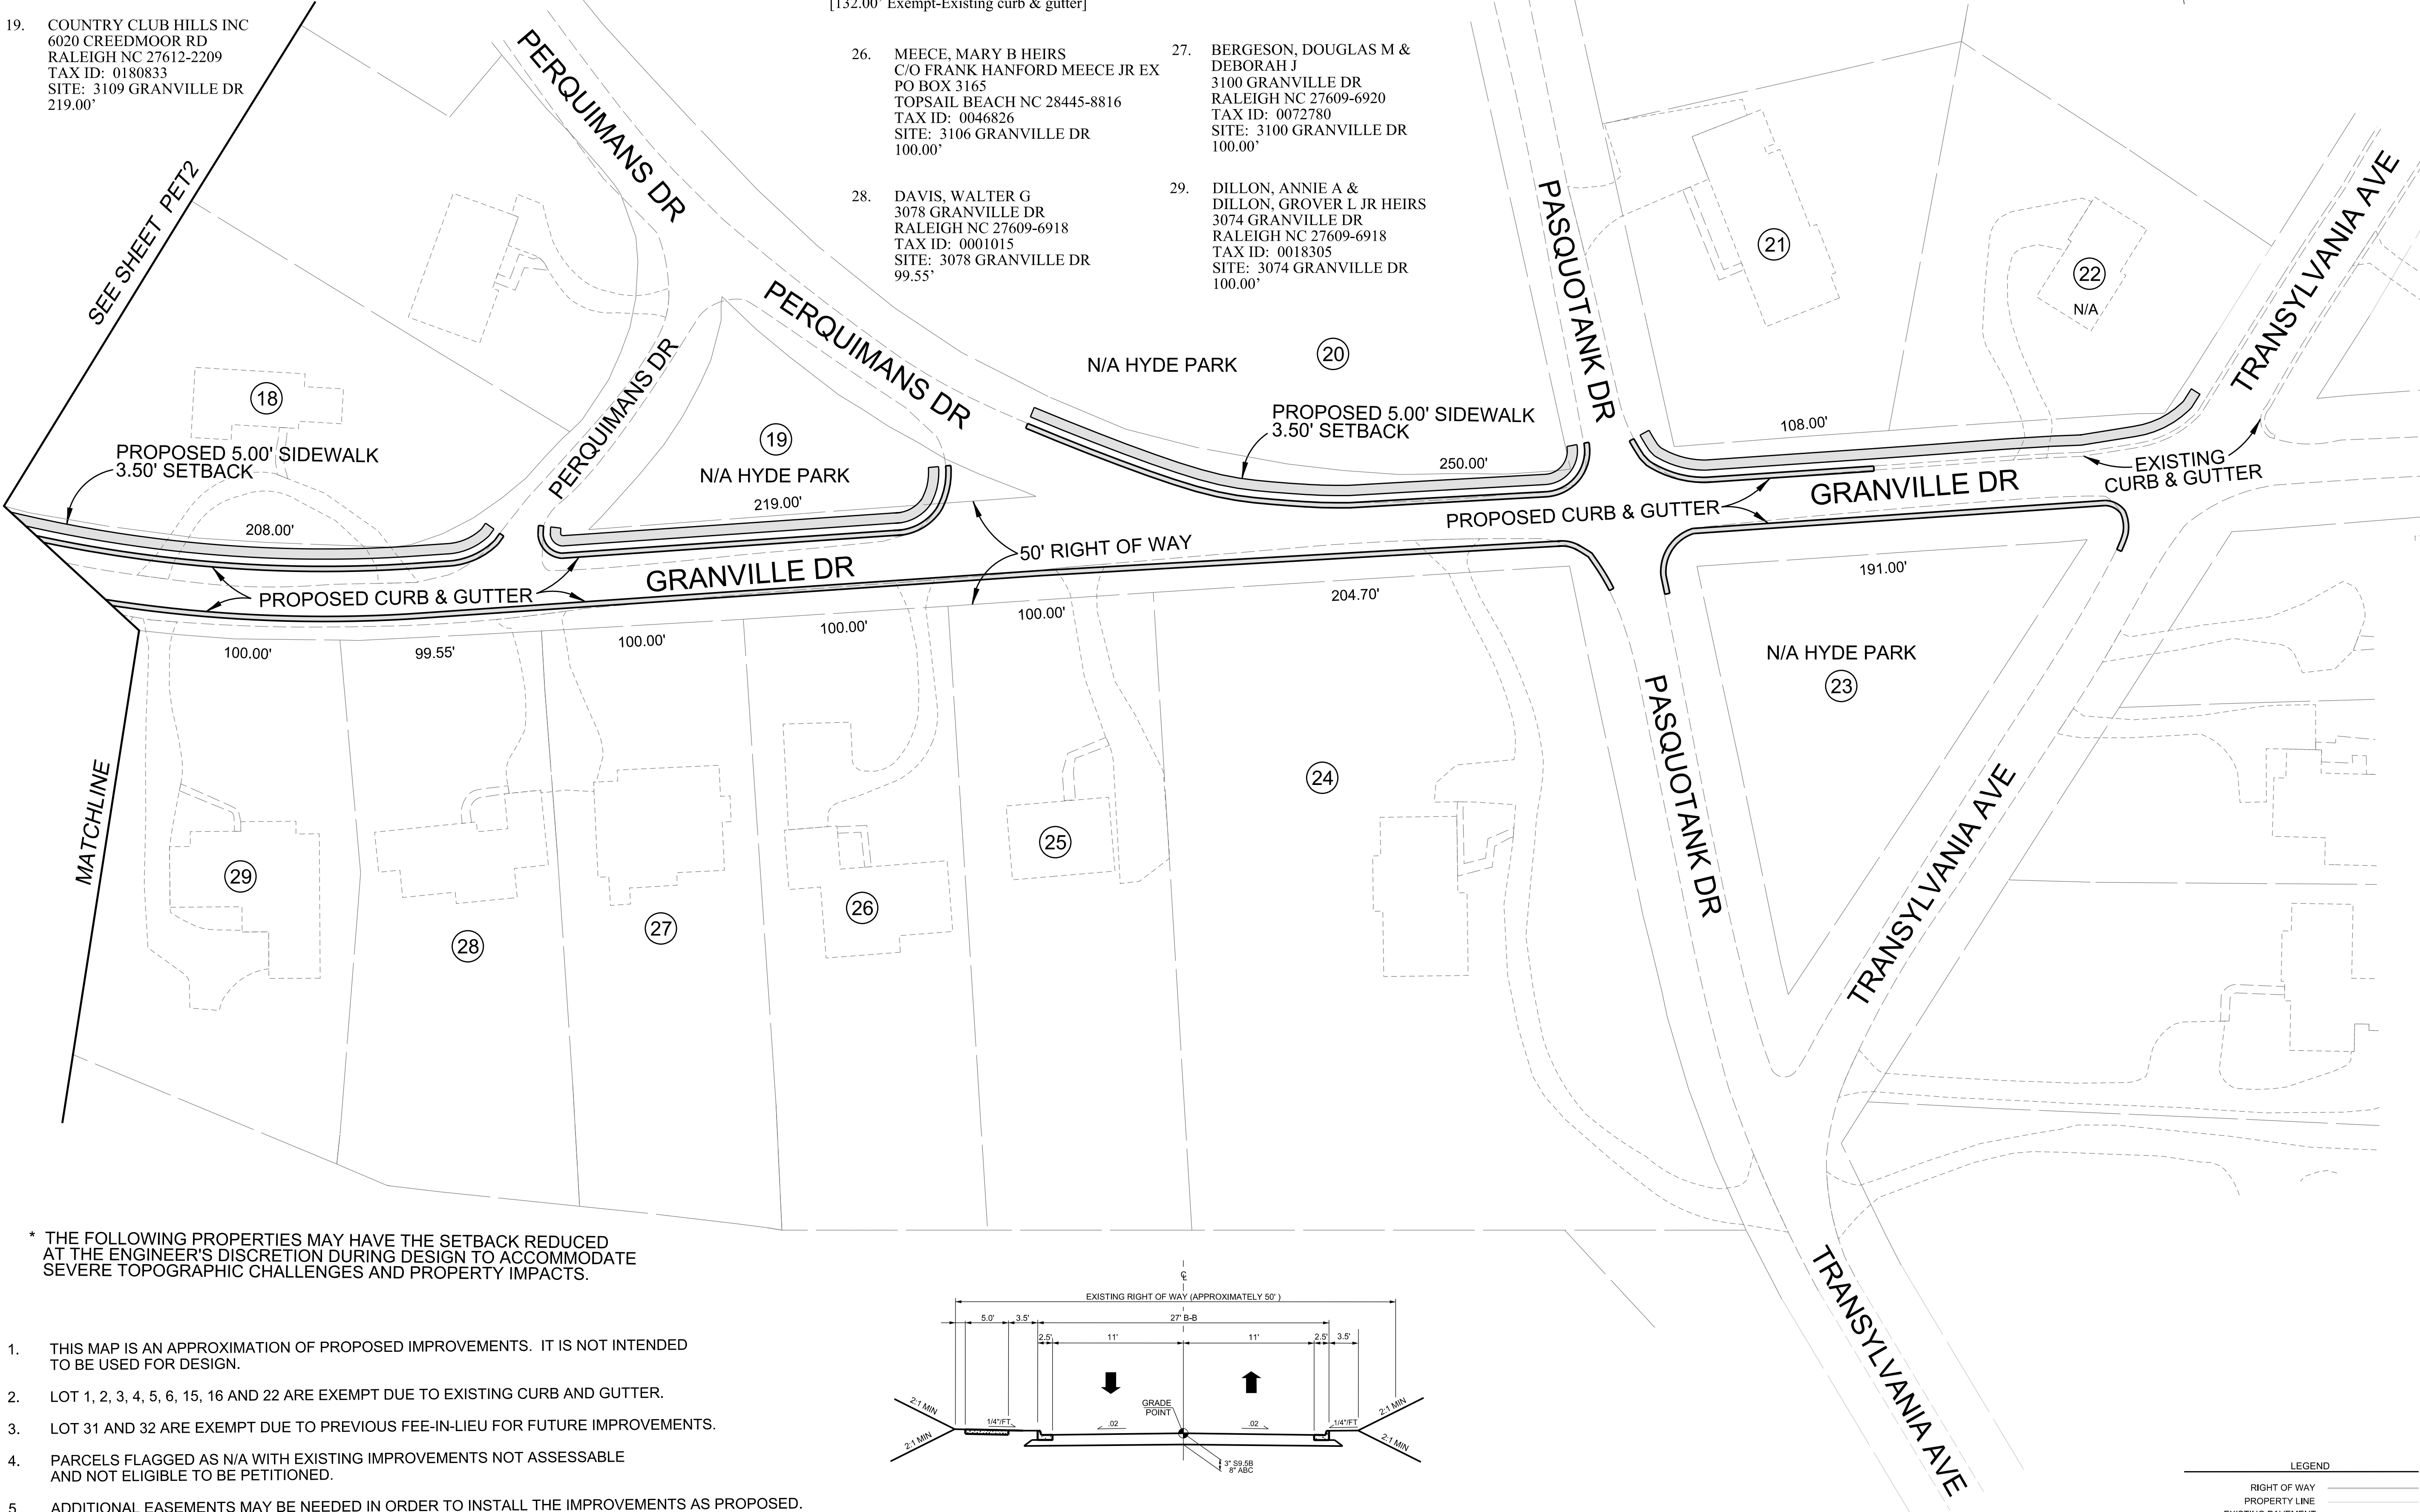 [132.00’ Exempt-Existing curb & gutter]
19. COUNTRY CLUB HILLS INC
6020 CREEDMOOR RD
RALEIGH NC 27612-2209
TAX ID: 0180833
SITE: 3109 GRANVILLE DR
219.00’
26. MEECE, MARY B HEIRS
C/O FRANK HANFORD MEECE JR EX
PO BOX 3165
TOPSAIL BEACH NC 28445-8816
TAX ID: 0046826
SITE: 3106 GRANVILLE DR
100.00’
27. BERGESON, DOUGLAS M &
DEBORAH J
3100 GRANVILLE DR
RALEIGH NC 27609-6920
TAX ID: 0072780
SITE: 3100 GRANVILLE DR
100.00’
28. DAVIS, WALTER G
3078 GRANVILLE DR
RALEIGH NC 27609-6918
TAX ID: 0001015
SITE: 3078 GRANVILLE DR
99.55’
29. DILLON, ANNIE A &
DILLON, GROVER L JR HEIRS
3074 GRANVILLE DR
RALEIGH NC 27609-6918
TAX ID: 0018305
SITE: 3074 GRANVILLE DR
100.00’
PERQUIMANS DR
SEE SHEET PET2
PERQUIMANS DR
PERQUIMANS DR
PASQUOTANK DR
TRANSYLVANIA AVE
21
22
N/A
N/A HYDE PARK
20
18
PROPOSED 5.00' SIDEWALK
3.50' SETBACK
208.00'
19
N/A HYDE PARK
219.00'
PROPOSED 5.00' SIDEWALK
3.50' SETBACK
250.00'
108.00'
EXISTING
CURB & GUTTER
GRANVILLE DR
PROPOSED CURB & GUTTER
50' RIGHT OF WAY
GRANVILLE DR
PROPOSED CURB & GUTTER
100.00'
99.55'
100.00'
100.00'
100.00'
204.70'
191.00'
N/A HYDE PARK
23
PASQUOTANK DR
TRANSYLVANIA AVE
MATCHLINE
29
28
27
26
25
24
TRANSYLVANIA AVE
* THE FOLLOWING PROPERTIES MAY HAVE THE SETBACK REDUCED
AT THE ENGINEER'S DISCRETION DURING DESIGN TO ACCOMMODATE
SEVERE TOPOGRAPHIC CHALLENGES AND PROPERTY IMPACTS.
1. THIS MAP IS AN APPROXIMATION OF PROPOSED IMPROVEMENTS. IT IS NOT INTENDED
TO BE USED FOR DESIGN.
2. LOT 1, 2, 3, 4, 5, 6, 15, 16 AND 22 ARE EXEMPT DUE TO EXISTING CURB AND GUTTER.
3. LOT 31 AND 32 ARE EXEMPT DUE TO PREVIOUS FEE-IN-LIEU FOR FUTURE IMPROVEMENTS.
4. PARCELS FLAGGED AS N/A WITH EXISTING IMPROVEMENTS NOT ASSESSABLE
AND NOT ELIGIBLE TO BE PETITIONED.
5. ADDITIONAL EASEMENTS MAY BE NEEDED IN ORDER TO INSTALL THE IMPROVEMENTS AS PROPOSED.
℄
EXISTING RIGHT OF WAY (APPROXIMATELY 50' )
5.0' 3.5' 27' B-B
2.5' 11' 11' 2.5' 3.5'
2:1 MIN
2:1 MIN
1/4"/FT
.02
GRADE
POINT
.02
1/4"/FT
2:1 MIN
2:1 MIN
3" S9.5B
8" ABC
LEGEND
RIGHT OF WAY
PROPERTY LINE